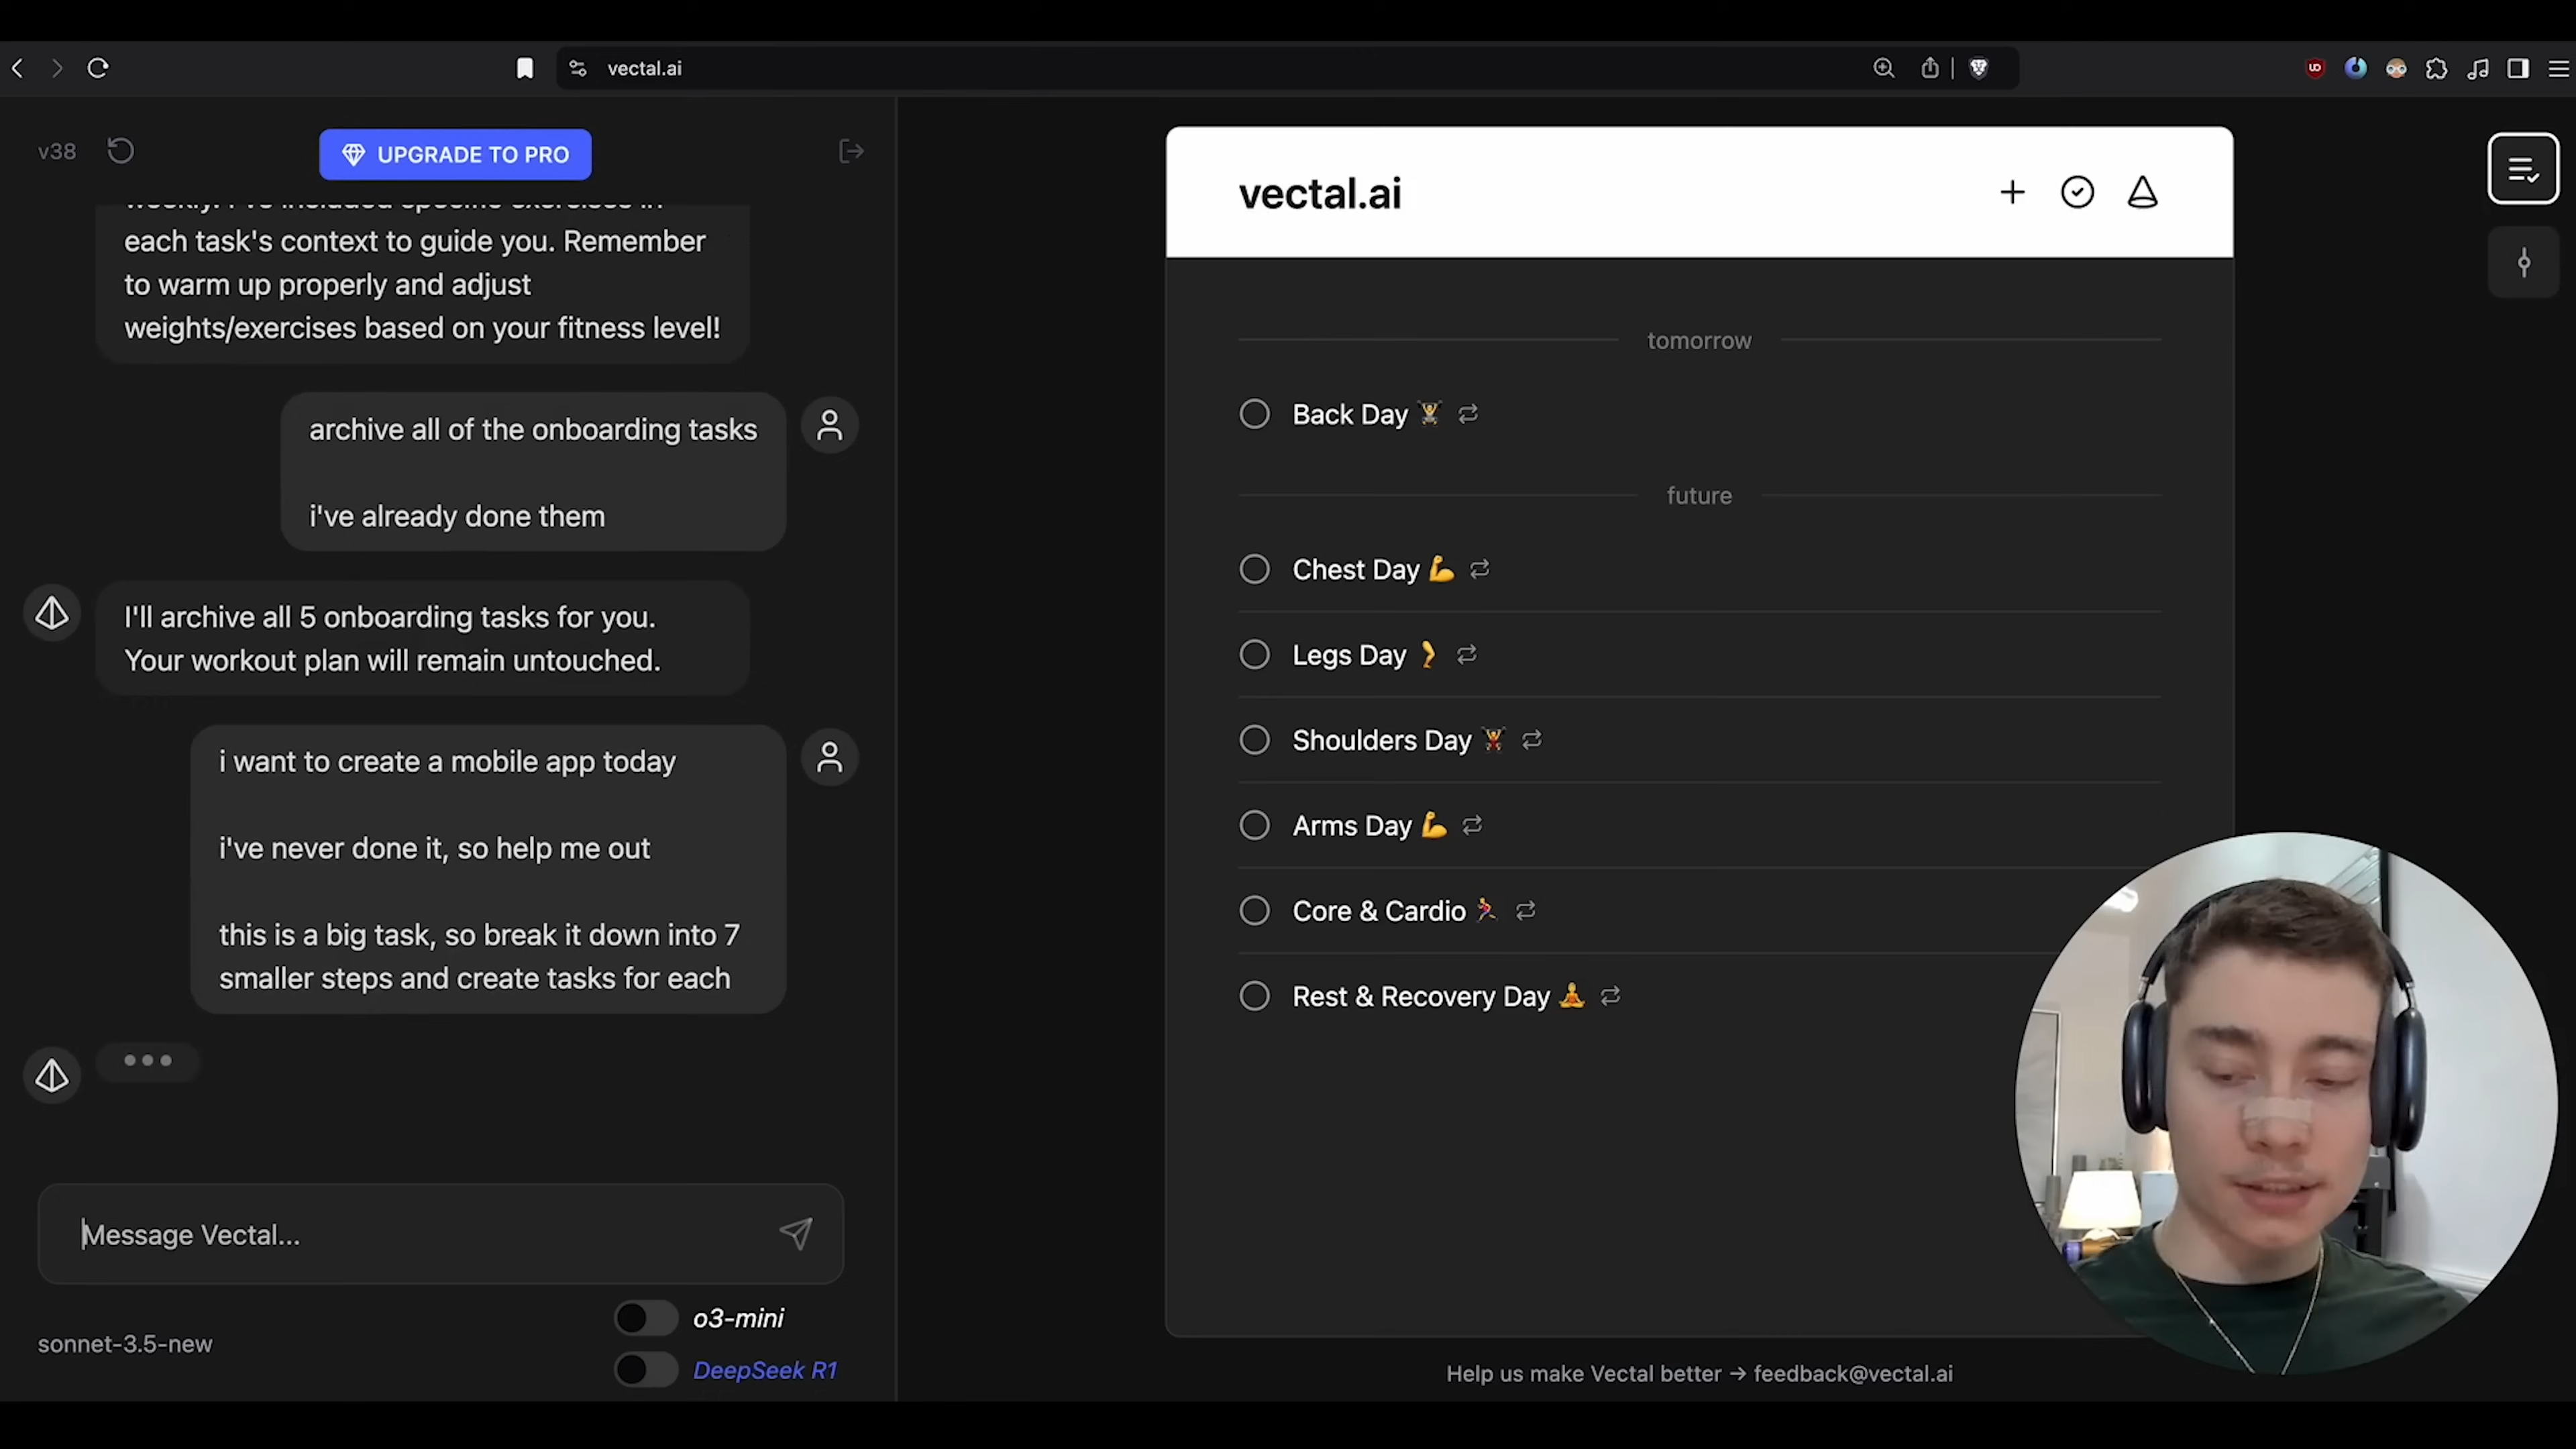 vectal.ai
v38
UPGRADE TO PRO
weekly. I've included specific exercises in
each task's context to guide you. Remember
to warm up properly and adjust
weights/exercises based on your fitness level!
archive all of the onboarding tasks
i've already done them
I'll archive all 5 onboarding tasks for you.
Your workout plan will remain untouched.
i want to create a mobile app today
i've never done it, so help me out
this is a big task, so break it down into 7
smaller steps and create tasks for each
Message Vectal...
sonnet-3.5-new
o3-mini
DeepSeek R1
vectal.ai
tomorrow
Back Day
future
Chest Day
Legs Day
Shoulders Day
Arms Day
Core & Cardio
Rest & Recovery Day
Help us make Vectal better → feedback@vectal.ai